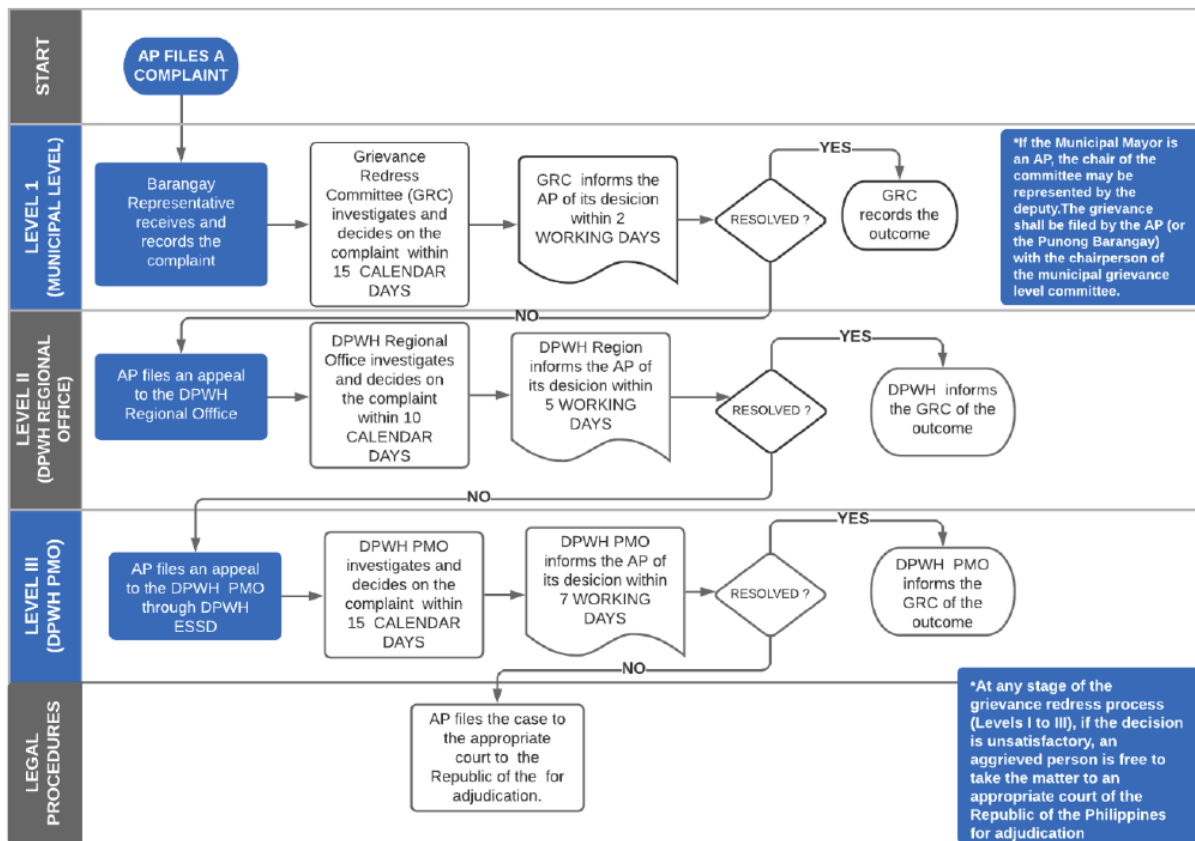 START
AP FILES A
COMPLAINT
LEVEL 1
(MUNICIPAL LEVEL)
Barangay
Representative
receives and
records the
complaint
Grievance
Redress
Committee (GRC)
investigates and
decides on the
complaint within
15 CALENDAR
DAYS
GRC informs the
AP of its desicion
within 2
WORKING DAYS
RESOLVED ?
YES
GRC
records the
outcome
*If the Municipal Mayor is
an AP, the chair of the
committee may be
represented by the
deputy.The grievance
shall be filed by the AP (or
the Punong Barangay)
with the chairperson of
the municipal grievance
level committee.
NO
LEVEL II
(DPWH REGIONAL
OFFICE)
AP files an appeal
to the DPWH
Regional Offfice
DPWH Regional
Office investigates
and decides on
the complaint
within 10
CALENDAR
DAYS
DPWH Region
informs the AP of
its desicion within
5 WORKING
DAYS
RESOLVED ?
YES
DPWH informs
the GRC of the
outcome
NO
LEVEL III
(DPWH PMO)
AP files an appeal
to the DPWH PMO
through DPWH
ESSD
DPWH PMO
investigates and
decides on the
complaint within
15 CALENDAR
DAYS
DPWH PMO
informs the AP of
its desicion within
7 WORKING
DAYS
RESOLVED ?
YES
DPWH PMO
informs the
GRC of the
outcome
NO
LEGAL
PROCEDURES
AP files the case to
the appropriate
court to the
Republic of the for
adjudication.
*At any stage of the
grievance redress process
(Levels I to III), if the decision
is unsatisfactory, an
aggrieved person is free to
take the matter to an
appropriate court of the
Republic of the Philippines
for adjudication